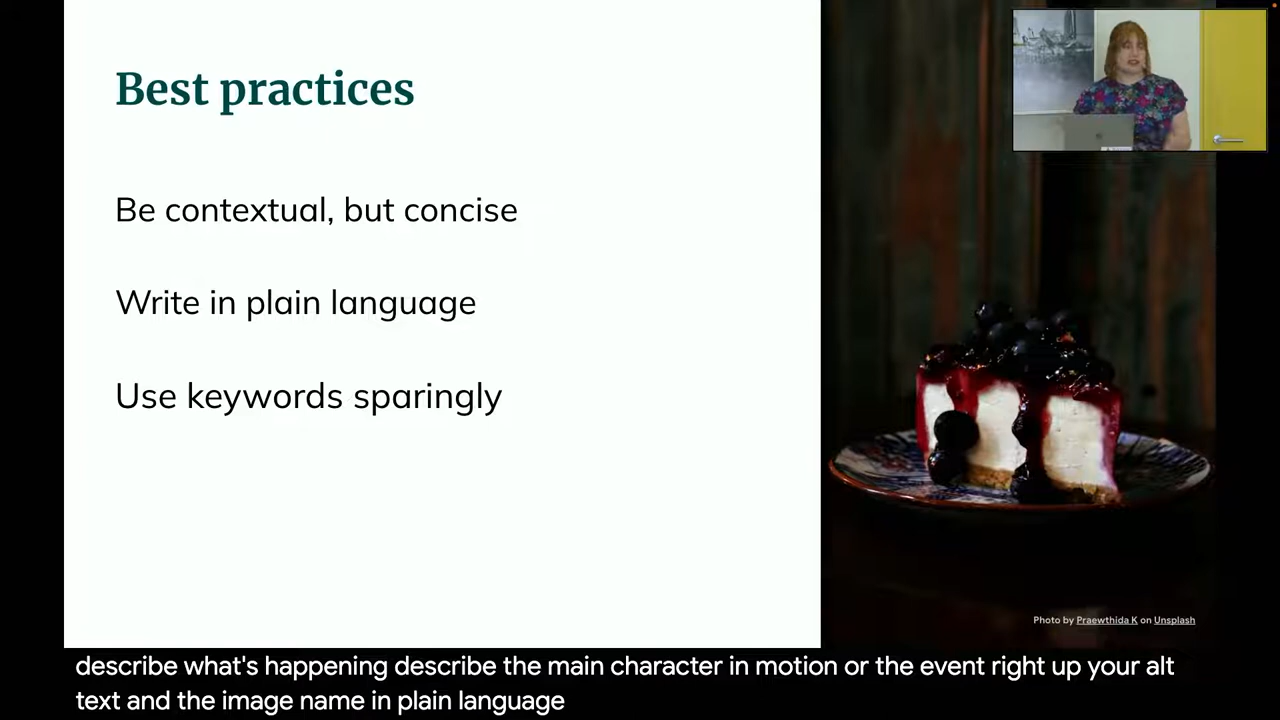 Best practices
Be contextual, but concise
Write in plain language
Use keywords sparingly
Photo by Praewthida K on Unsplash
describe what's happening describe the main character in motion or the event right up your alt
text and the image name in plain language